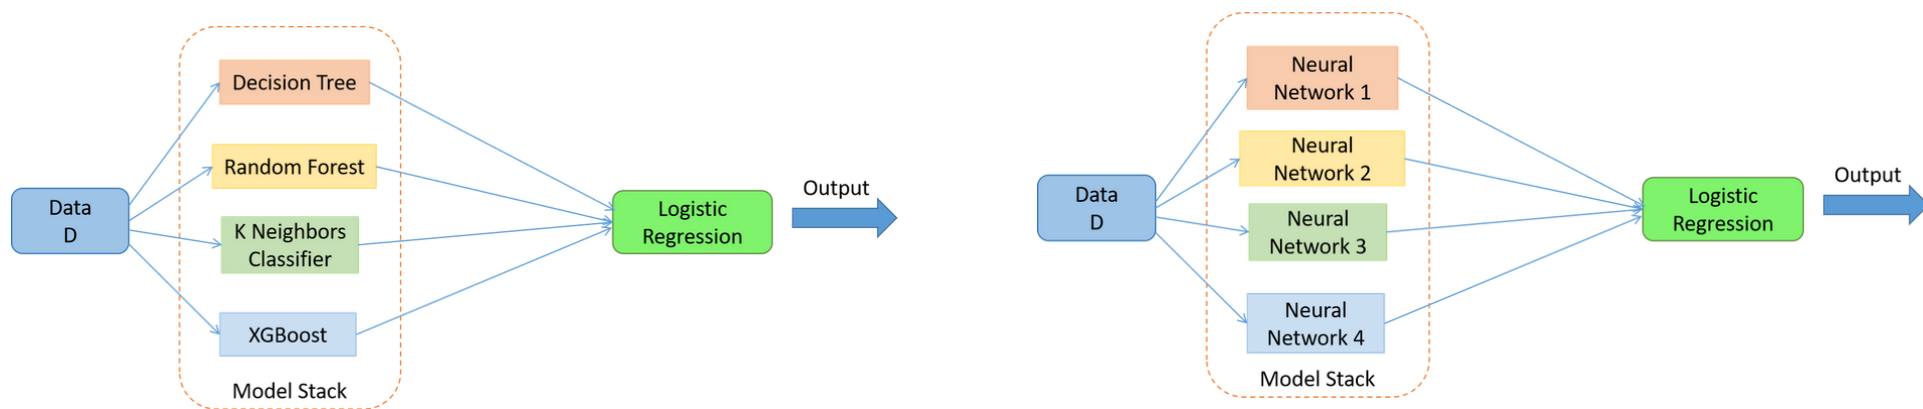 Data
D
Decision Tree
Random Forest
K Neighbors
Classifier
XGBoost
Model Stack
Logistic
Regression
Output
Data
D
Neural
Network 1
Neural
Network 2
Neural
Network 3
Neural
Network 4
Model Stack
Logistic
Regression
Output